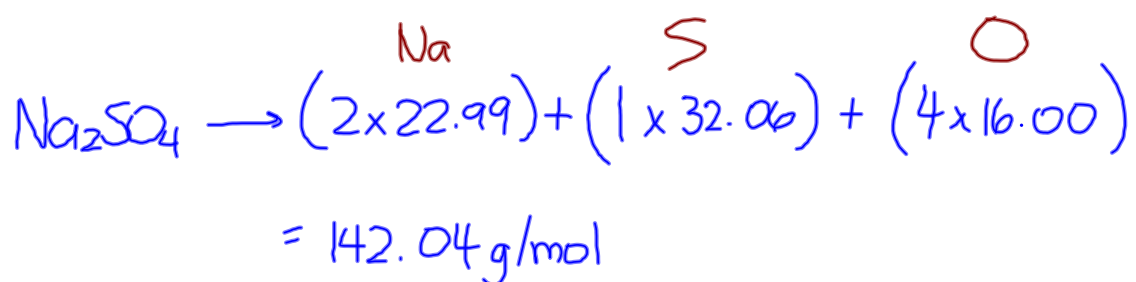 Na S O
Na₂SO₄ → (2×22.99)+(1 × 32.06) + (4×16.00)
= 142.04 g/mol